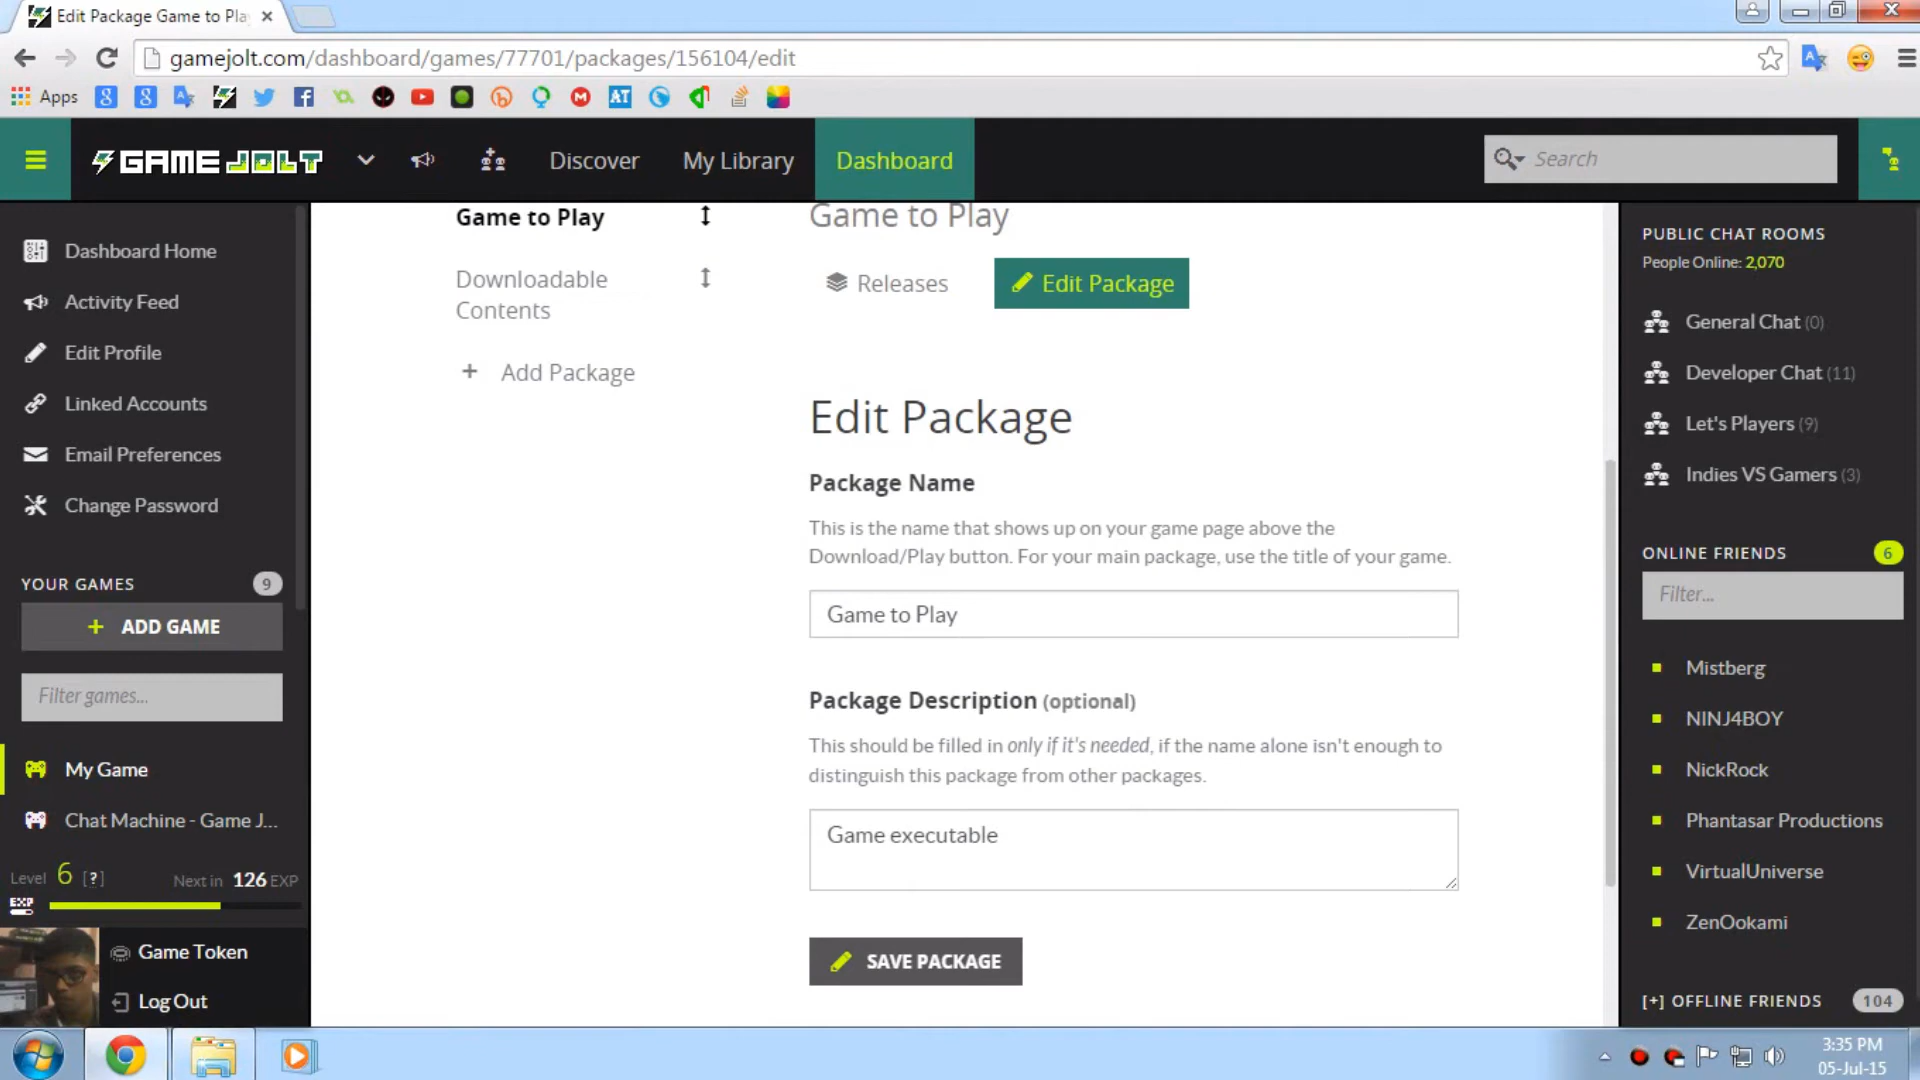 Edit Package Game to Pla
gamejolt.com/dashboard/games/77701/packages/156104/edit
Apps
GAME JOLT
Discover
My Library
Dashboard
Search
Dashboard Home
Activity Feed
Edit Profile
Linked Accounts
Email Preferences
Change Password
YOUR GAMES 9
+ ADD GAME
Filter games...
My Game
Chat Machine - Game J...
Level 6 [?] Next in 126 EXP
EXP
Game Token
Log Out
Game to Play
Downloadable
Contents
+ Add Package
Game to Play
Releases
Edit Package
Edit Package
Package Name
This is the name that shows up on your game page above the
Download/Play button. For your main package, use the title of your game.
Game to Play
Package Description (optional)
This should be filled in only if it's needed, if the name alone isn't enough to
distinguish this package from other packages.
Game executable
SAVE PACKAGE
PUBLIC CHAT ROOMS
People Online: 2,070
General Chat (0)
Developer Chat (11)
Let's Players (9)
Indies VS Gamers (3)
ONLINE FRIENDS 6
Filter...
Mistberg
NINJ4BOY
NickRock
Phantasar Productions
VirtualUniverse
ZenOokami
[+] OFFLINE FRIENDS 104
3:35 PM
05-Jul-15